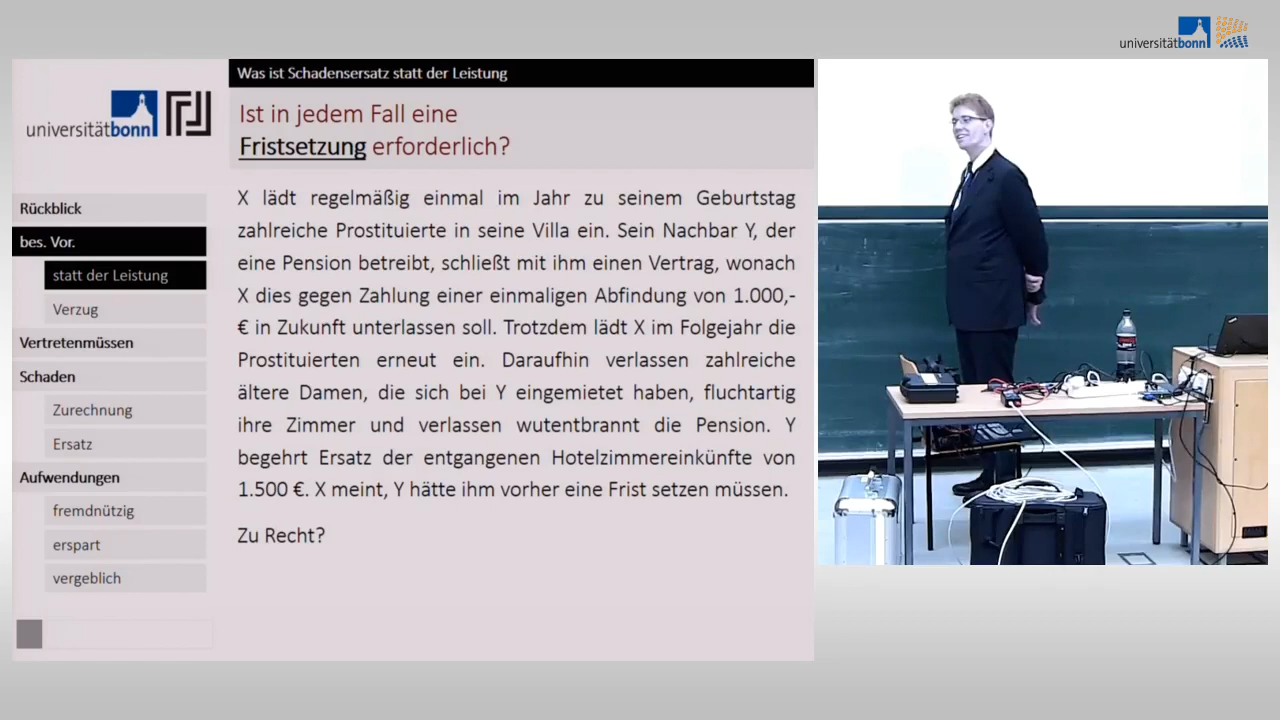 universitätbonn
Was ist Schadensersatz statt der Leistung
universitätbonn
Ist in jedem Fall eine
Fristsetzung erforderlich?
Rückblick
bes. Vor.
statt der Leistung
Verzug
Vertretenmüssen
Schaden
Zurechnung
Ersatz
Aufwendungen
fremdnützig
erspart
vergeblich
X lädt regelmäßig einmal im Jahr zu seinem Geburtstag
zahlreiche Prostituierte in seine Villa ein. Sein Nachbar Y, der
eine Pension betreibt, schließt mit ihm einen Vertrag, wonach
X dies gegen Zahlung einer einmaligen Abfindung von 1.000,-
€ in Zukunft unterlassen soll. Trotzdem lädt X im Folgejahr die
Prostituierten erneut ein. Daraufhin verlassen zahlreiche
ältere Damen, die sich bei Y eingemietet haben, fluchtartig
ihre Zimmer und verlassen wutentbrannt die Pension. Y
begehrt Ersatz der entgangenen Hotelzimmereinkünfte von
1.500 €. X meint, Y hätte ihm vorher eine Frist setzen müssen.
Zu Recht?